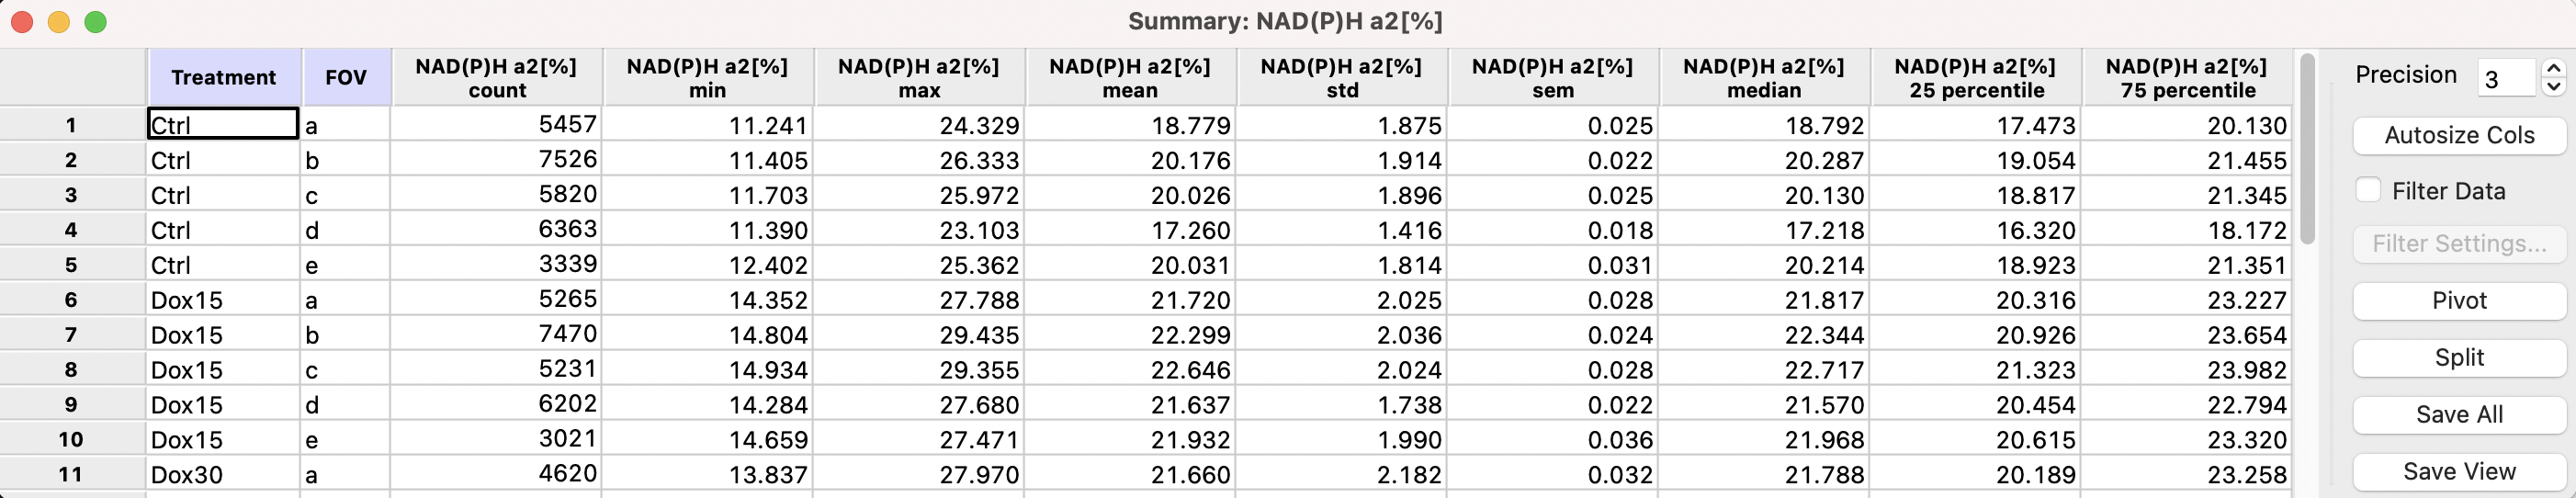 Summary: NAD(P)H a2[%]
Treatment FOV NAD(P)H a2[%] count NAD(P)H a2[%] min NAD(P)H a2[%] max NAD(P)H a2[%] mean NAD(P)H a2[%] std NAD(P)H a2[%] sem NAD(P)H a2[%] median NAD(P)H a2[%] 25 percentile NAD(P)H a2[%] 75 percentile
1 Ctrl a 5457 11.241 24.329 18.779 1.875 0.025 18.792 17.473 20.130
2 Ctrl b 7526 11.405 26.333 20.176 1.914 0.022 20.287 19.054 21.455
3 Ctrl c 5820 11.703 25.972 20.026 1.896 0.025 20.130 18.817 21.345
4 Ctrl d 6363 11.390 23.103 17.260 1.416 0.018 17.218 16.320 18.172
5 Ctrl e 3339 12.402 25.362 20.031 1.814 0.031 20.214 18.923 21.351
6 Dox15 a 5265 14.352 27.788 21.720 2.025 0.028 21.817 20.316 23.227
7 Dox15 b 7470 14.804 29.435 22.299 2.036 0.024 22.344 20.926 23.654
8 Dox15 c 5231 14.934 29.355 22.646 2.024 0.028 22.717 21.323 23.982
9 Dox15 d 6202 14.284 27.680 21.637 1.738 0.022 21.570 20.454 22.794
10 Dox15 e 3021 14.659 27.471 21.932 1.990 0.036 21.968 20.615 23.320
11 Dox30 a 4620 13.837 27.970 21.660 2.182 0.032 21.788 20.189 23.258
Precision 3
Autosize Cols
Filter Data
Filter Settings...
Pivot
Split
Save All
Save View